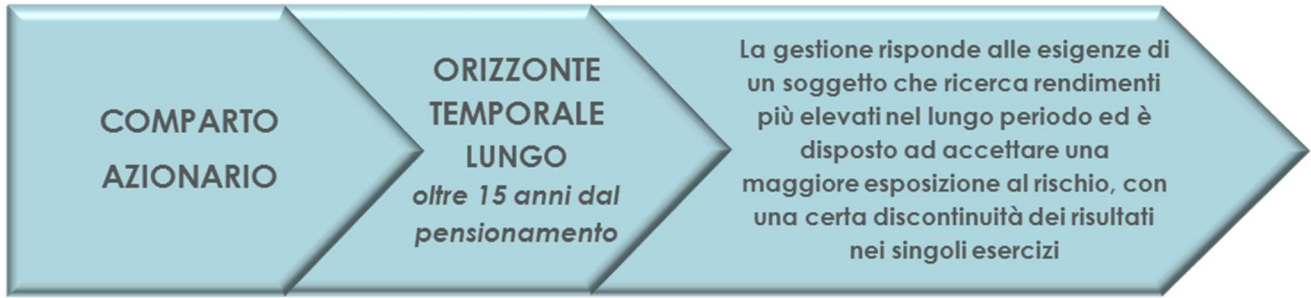 COMPARTO
AZIONARIO
ORIZZONTE
TEMPORALE
LUNGO
oltre 15 anni dal
pensionamento
La gestione risponde alle esigenze di
un soggetto che ricerca rendimenti
più elevati nel lungo periodo ed è
disposto ad accettare una
maggiore esposizione al rischio, con
una certa discontinuità dei risultati
nei singoli esercizi